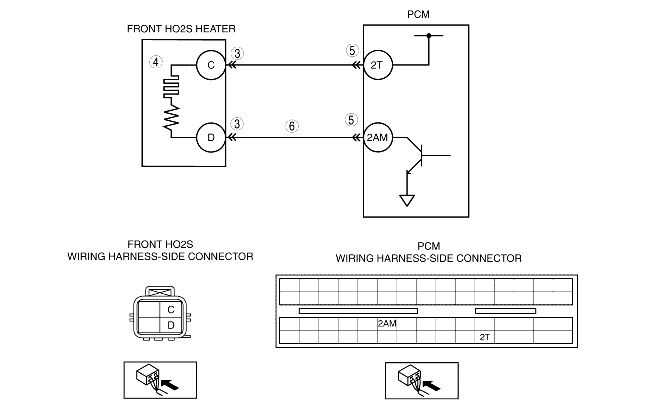 PCM
FRONT HO2S HEATER
4
C
3
5
2T
D
3
6
5
2AM
FRONT HO2S
WIRING HARNESS-SIDE CONNECTOR
C
D
PCM
WIRING HARNESS-SIDE CONNECTOR
2AM
2T